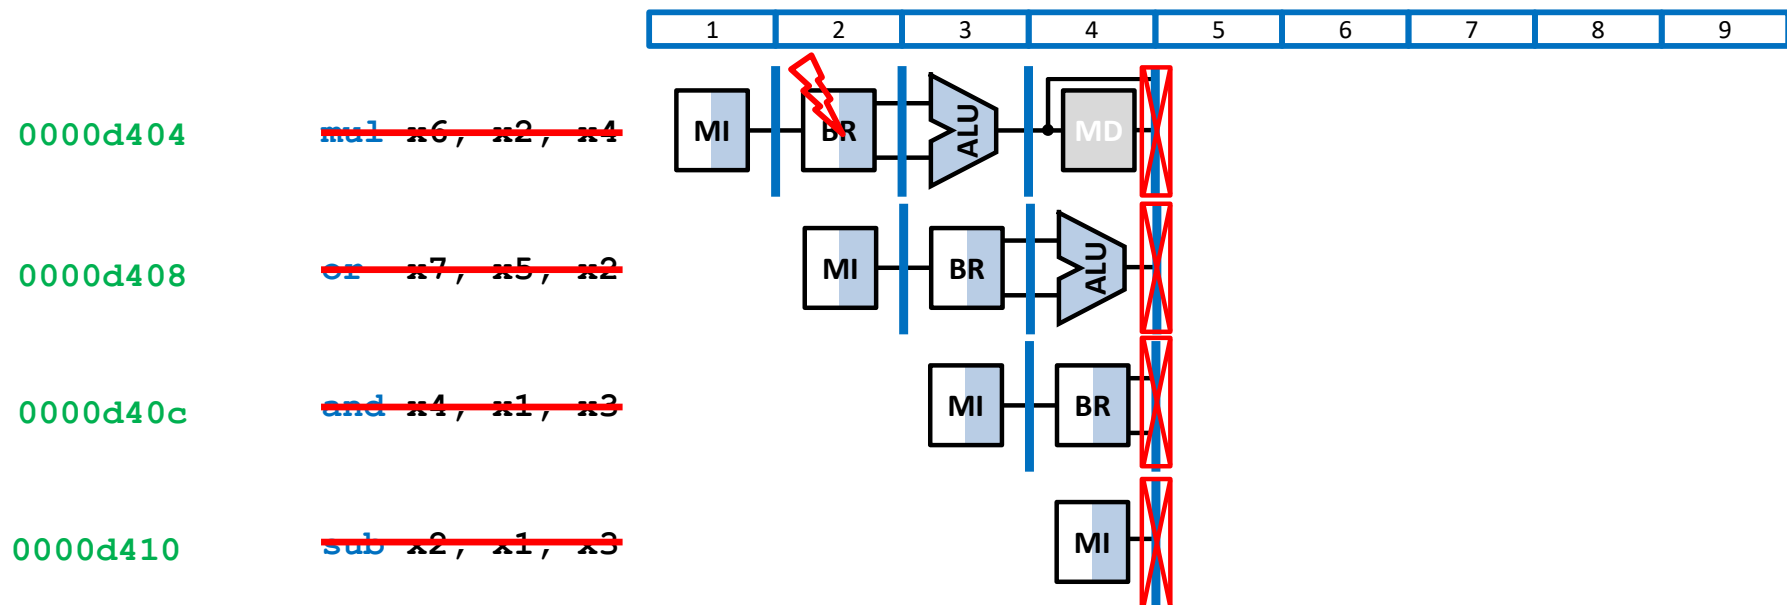 1 2 3 4 5 6 7 8 9
0000d404 mul x6, x2, x4 MI BR ALU MD
0000d408 or x7, x5, x2 MI BR ALU
0000d40c and x4, x1, x3 MI BR
0000d410 sub x2, x1, x3 MI